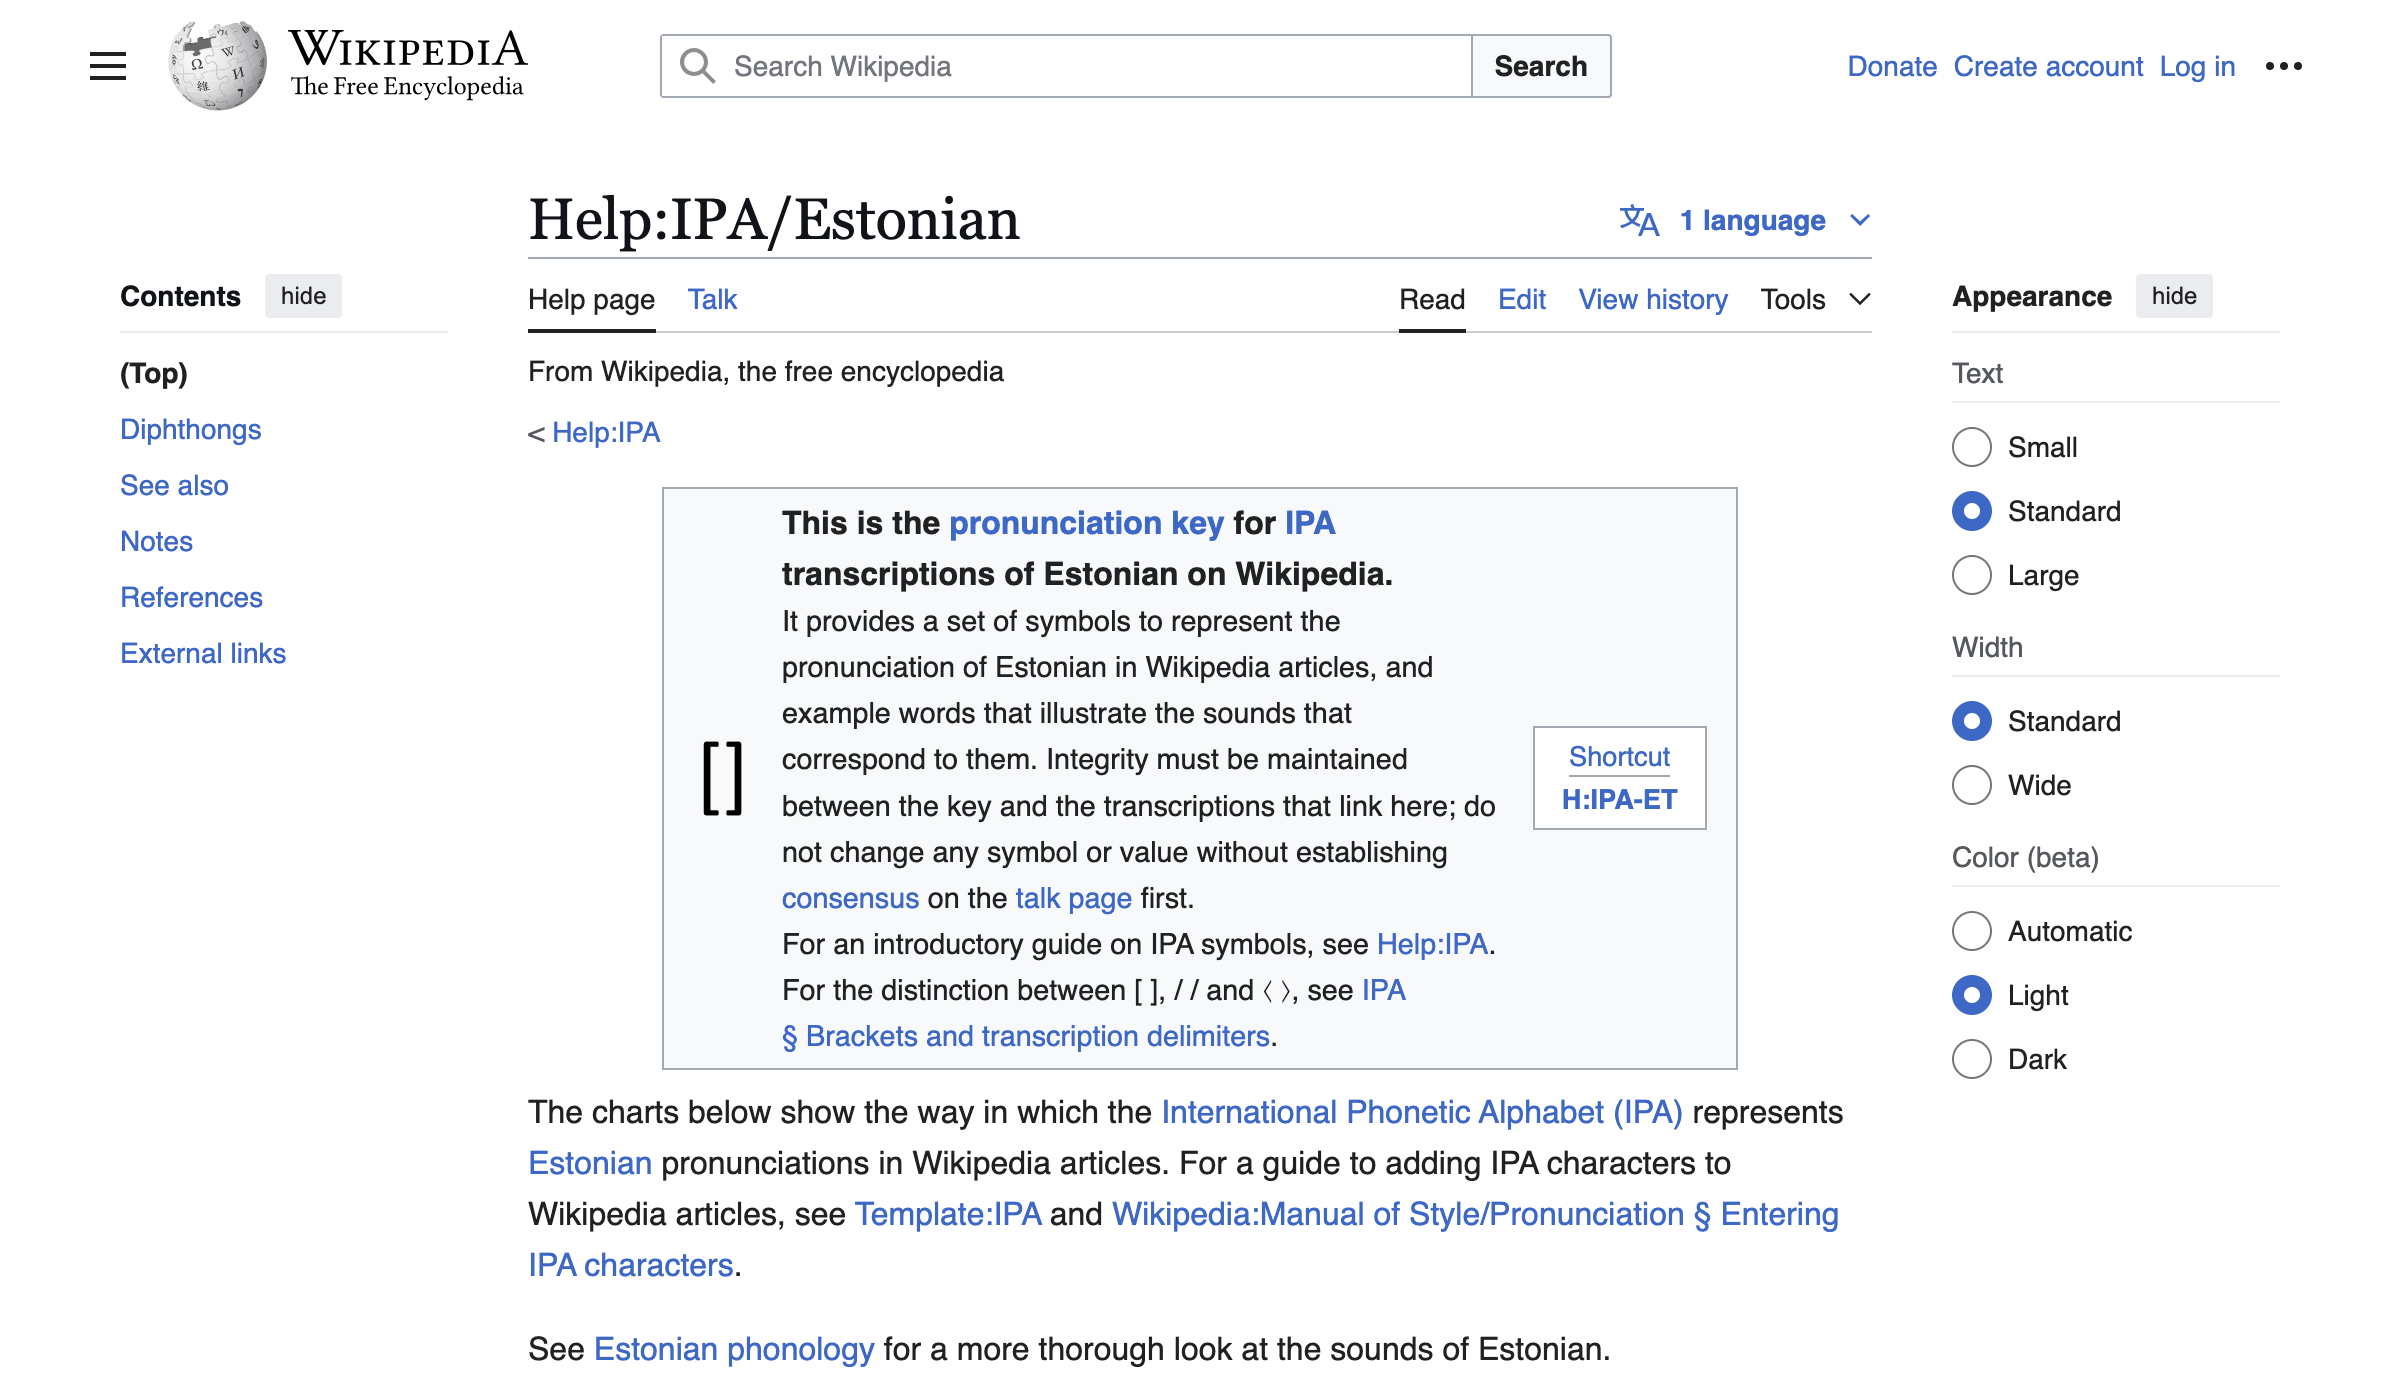 WIKIPEDIA
The Free Encyclopedia
Search Wikipedia
Search
Donate Create account Log in
Help:IPA/Estonian
1 language
Contents hide
(Top)
Diphthongs
See also
Notes
References
External links
Help page Talk
Read Edit View history Tools
From Wikipedia, the free encyclopedia
< Help:IPA
[]
This is the pronunciation key for IPA
transcriptions of Estonian on Wikipedia.
It provides a set of symbols to represent the
pronunciation of Estonian in Wikipedia articles, and
example words that illustrate the sounds that
correspond to them. Integrity must be maintained
between the key and the transcriptions that link here; do
not change any symbol or value without establishing
consensus on the talk page first.
For an introductory guide on IPA symbols, see Help:IPA.
For the distinction between [ ], / / and ⟨ ⟩, see IPA
§ Brackets and transcription delimiters.
Shortcut
H:IPA-ET
The charts below show the way in which the International Phonetic Alphabet (IPA) represents
Estonian pronunciations in Wikipedia articles. For a guide to adding IPA characters to
Wikipedia articles, see Template:IPA and Wikipedia:Manual of Style/Pronunciation § Entering
IPA characters.
See Estonian phonology for a more thorough look at the sounds of Estonian.
Appearance hide
Text
Small
Standard
Large
Width
Standard
Wide
Color (beta)
Automatic
Light
Dark